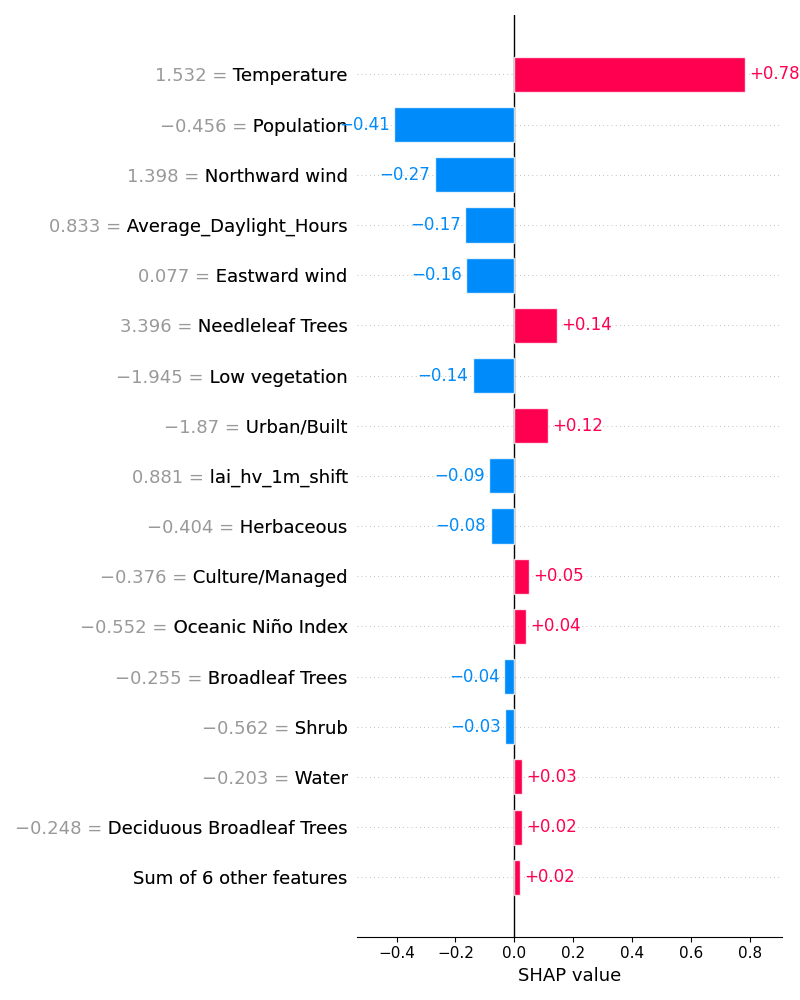 1.532 = Temperature +0.78
−0.456 = Population −0.41
1.398 = Northward wind −0.27
0.833 = Average_Daylight_Hours −0.17
0.077 = Eastward wind −0.16
3.396 = Needleleaf Trees +0.14
−1.945 = Low vegetation −0.14
−1.87 = Urban/Built +0.12
0.881 = lai_hv_1m_shift −0.09
−0.404 = Herbaceous −0.08
−0.376 = Culture/Managed +0.05
−0.552 = Oceanic Niño Index +0.04
−0.255 = Broadleaf Trees −0.04
−0.562 = Shrub −0.03
−0.203 = Water +0.03
−0.248 = Deciduous Broadleaf Trees +0.02
Sum of 6 other features +0.02
−0.4 −0.2 0.0 0.2 0.4 0.6 0.8
SHAP value